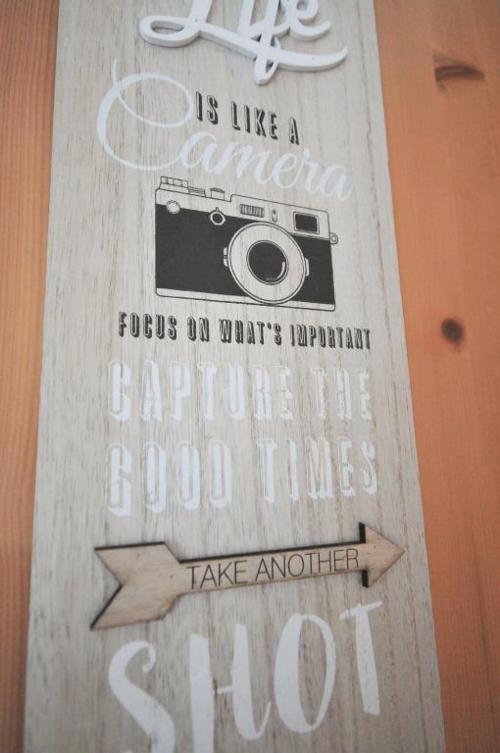 Life
IS LIKE A
Camera
FOCUS ON WHAT'S IMPORTANT
CAPTURE THE
GOOD TIMES
TAKE ANOTHER
SHOT